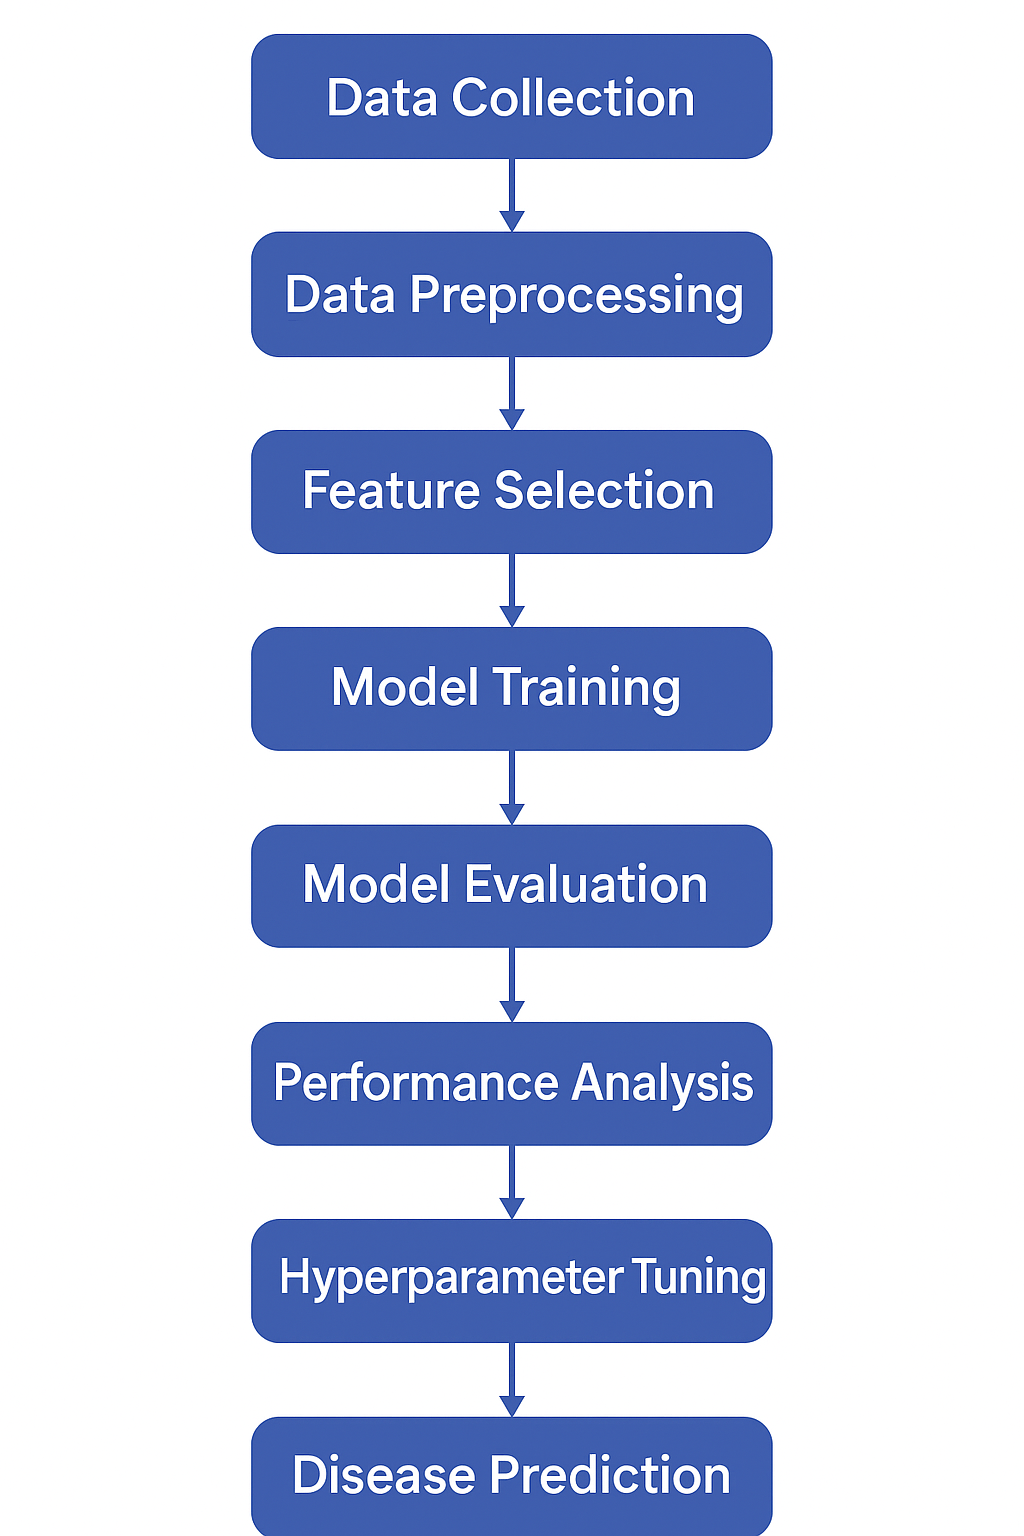 Data Collection
Data Preprocessing
Feature Selection
Model Training
Model Evaluation
Performance Analysis
Hyperparameter Tuning
Disease Prediction